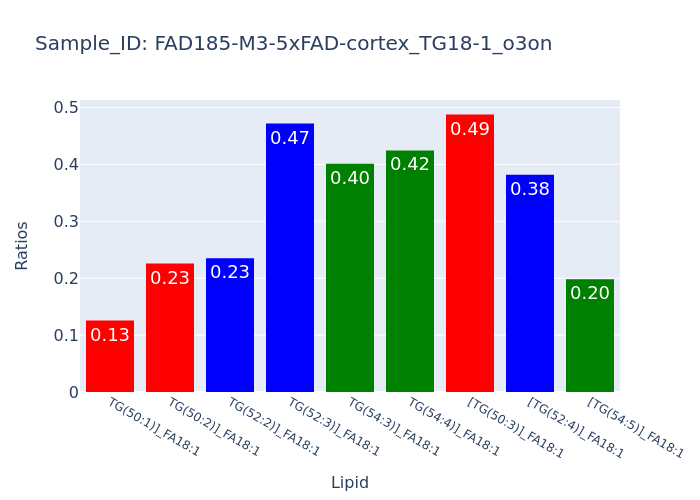 Sample_ID: FAD185-M3-5xFAD-cortex_TG18-1_o3on
0.5
0.4
0.3
0.2
0.1
0
Ratios
0.13
0.23
0.23
0.47
0.40
0.42
0.49
0.38
0.20
TG(50:1)]_FA18:1
TG(50:2)]_FA18:1
TG(52:2)]_FA18:1
TG(52:3)]_FA18:1
TG(54:3)]_FA18:1
TG(54:4)]_FA18:1
[TG(50:3)]_FA18:1
[TG(52:4)]_FA18:1
[TG(54:5)]_FA18:1
Lipid